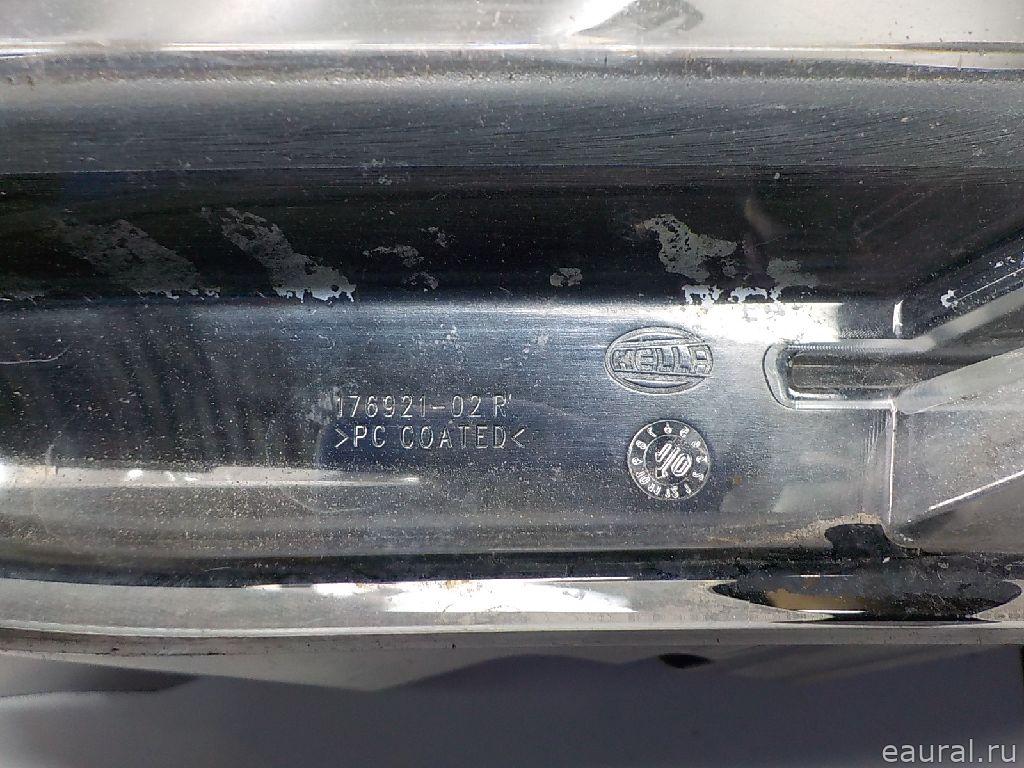 HELLA
176921-02 R
>PC COATED<
eaural.ru